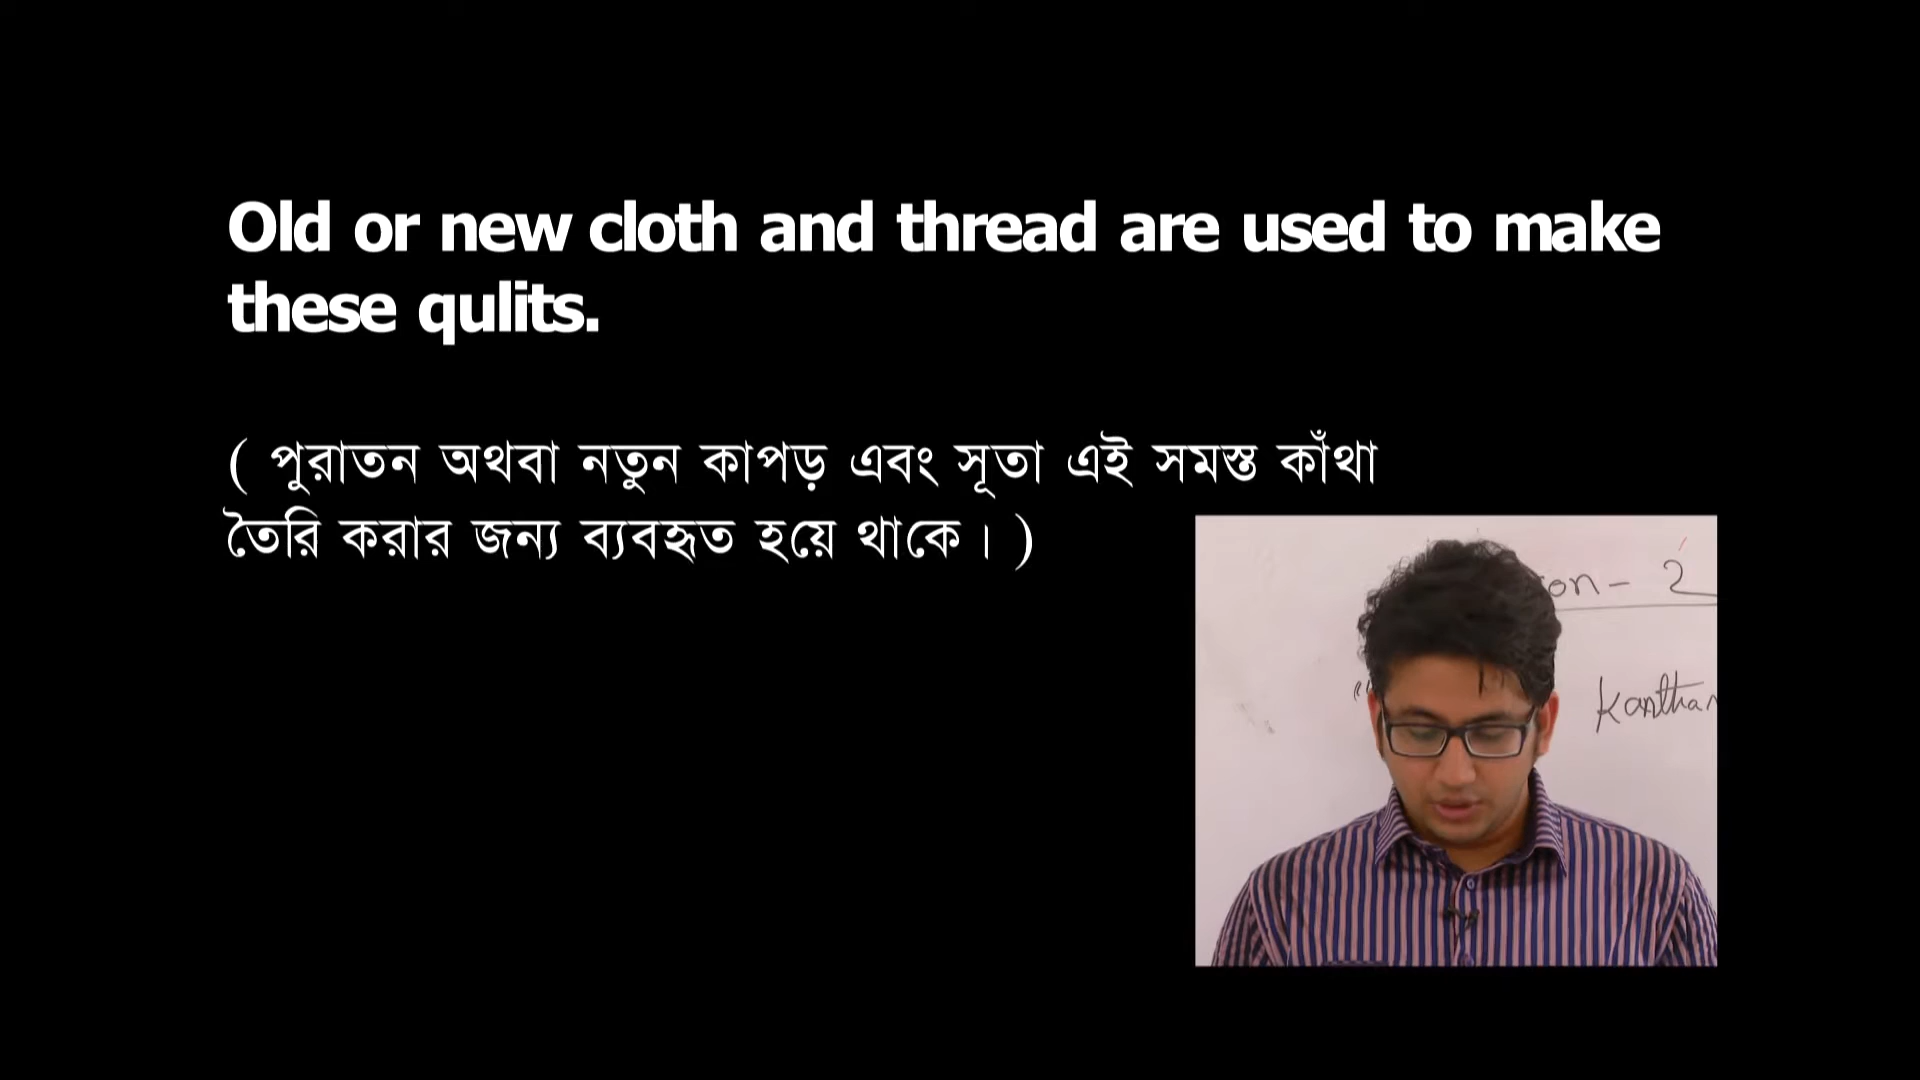 Old or new cloth and thread are used to make
these qulits.
( পুরাতন অথবা নতুন কাপড় এবং সূতা এই সমস্ত কাঁথা
তৈরি করার জন্য ব্যবহৃত হয়ে থাকে। )
on- 2